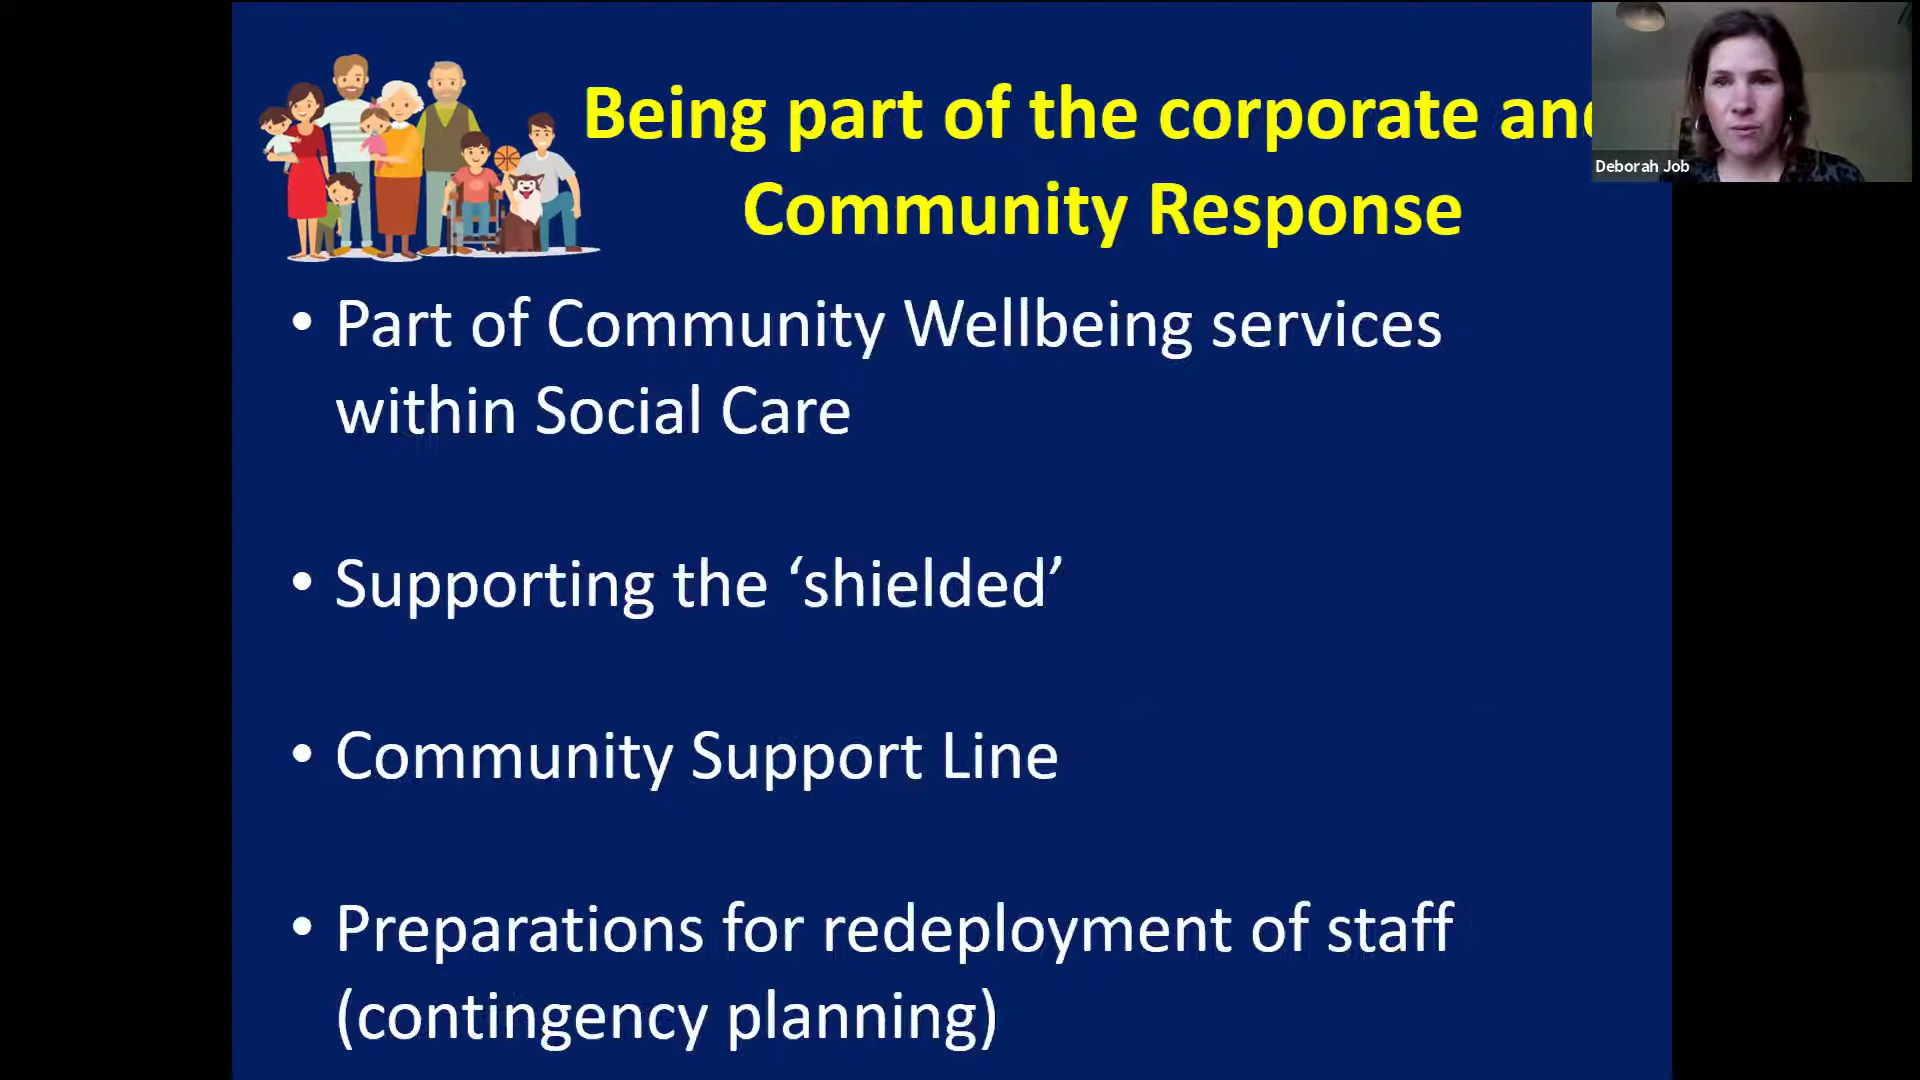 Being part of the corporate an
Community Response
Deborah Job
• Part of Community Wellbeing services
within Social Care
• Supporting the ‘shielded’
• Community Support Line
• Preparations for redeployment of staff
(contingency planning)